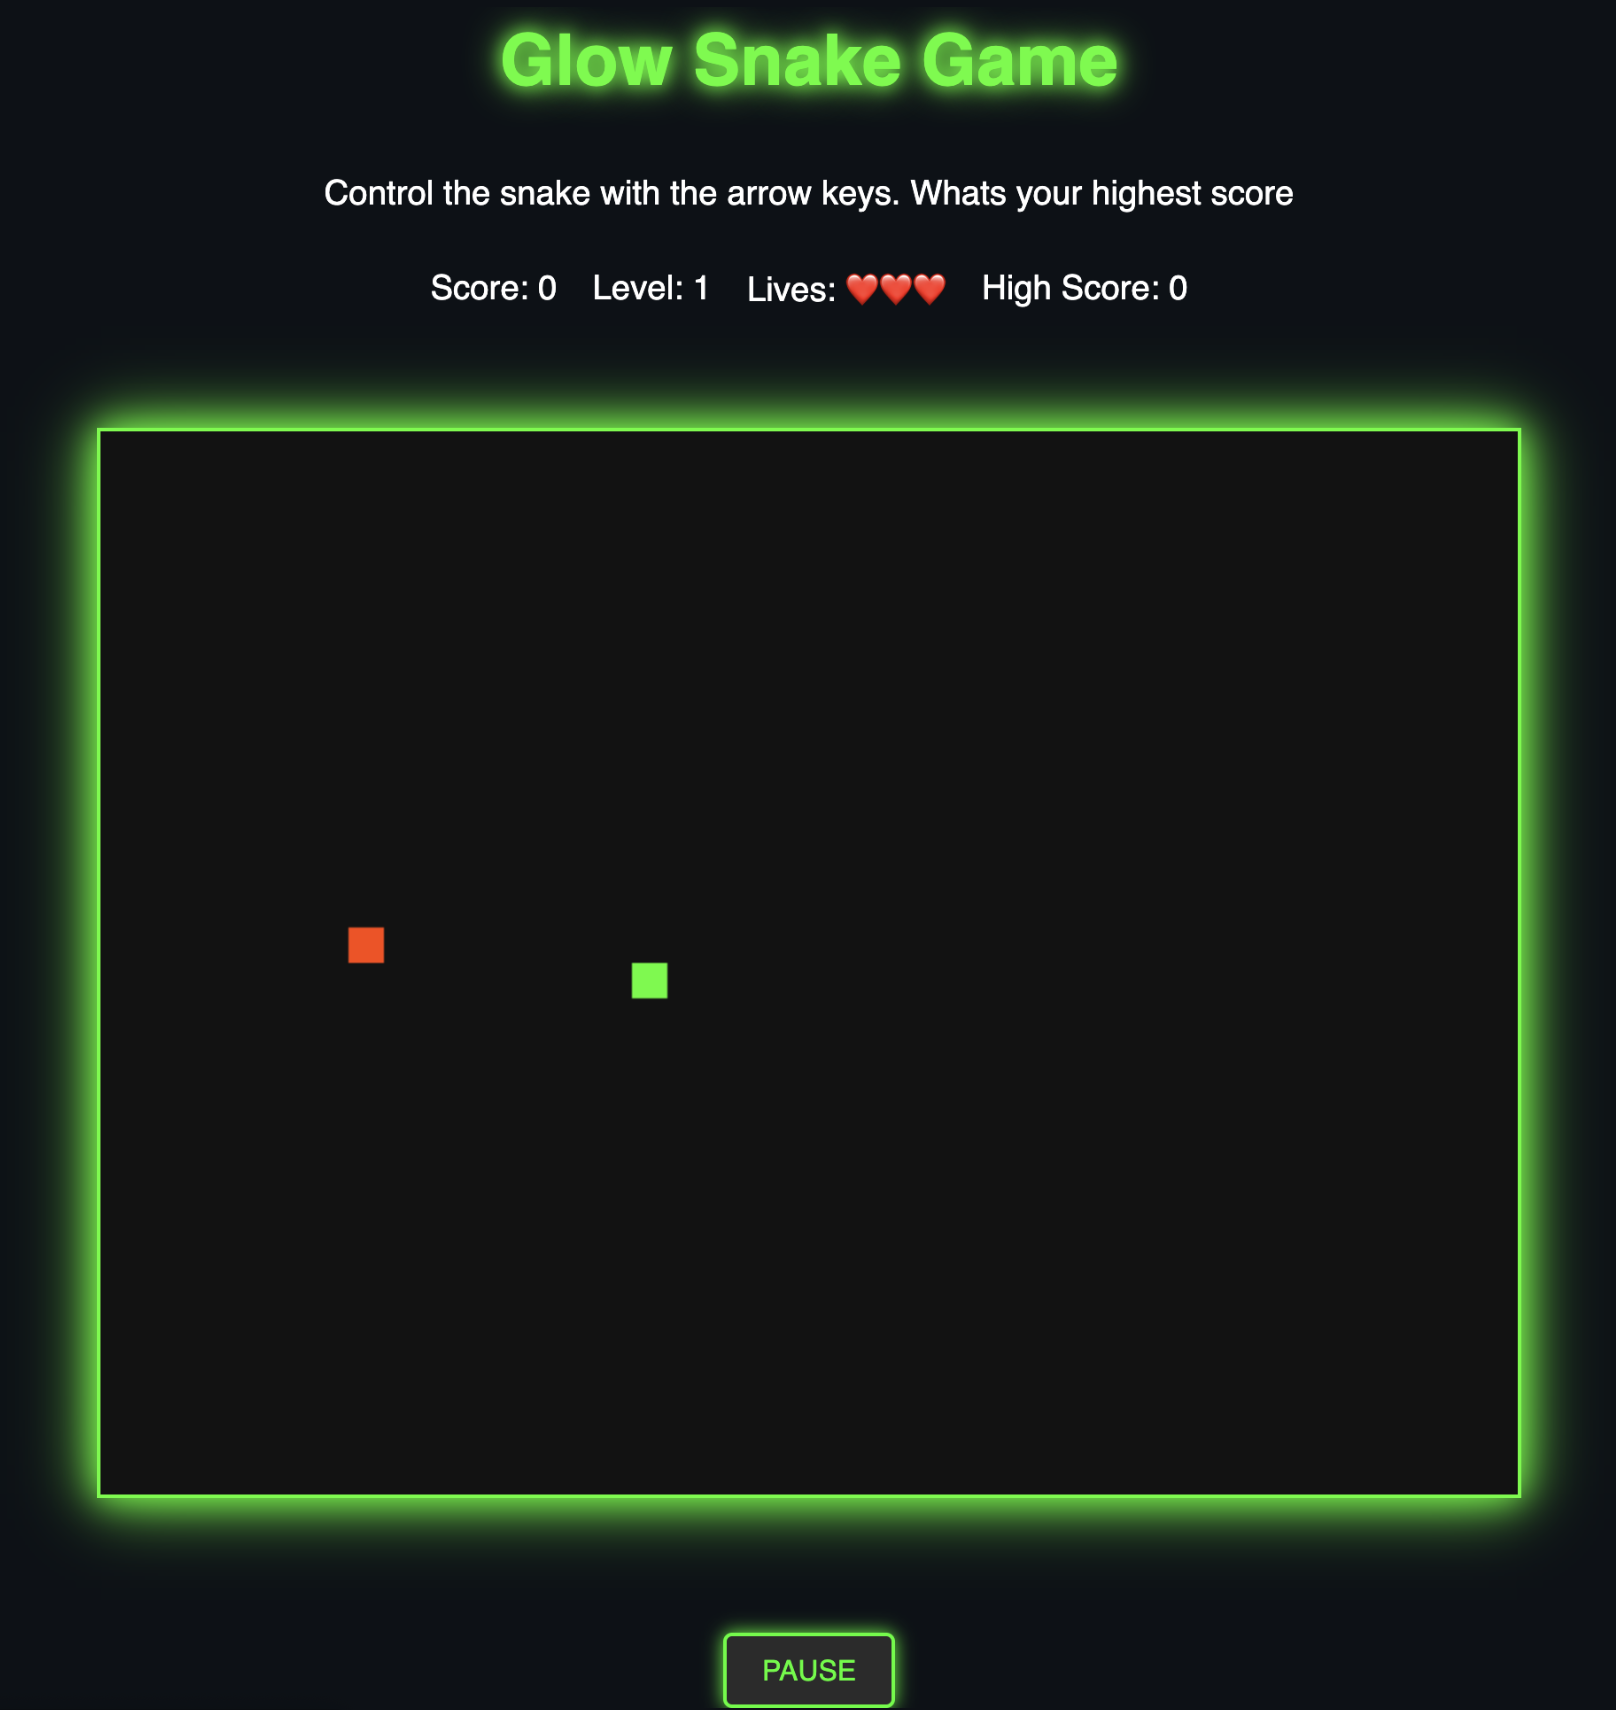 Glow Snake Game
Control the snake with the arrow keys. Whats your highest score
Score: 0 Level: 1 Lives: ❤️❤️❤️ High Score: 0
PAUSE